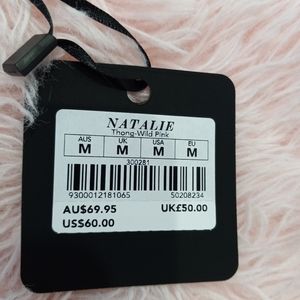 NATALIE
Thong-Wild Pink
AUS UK USA EU
M M M M
300281
9300012181065 50208234
AU$69.95 UK£50.00
US$60.00